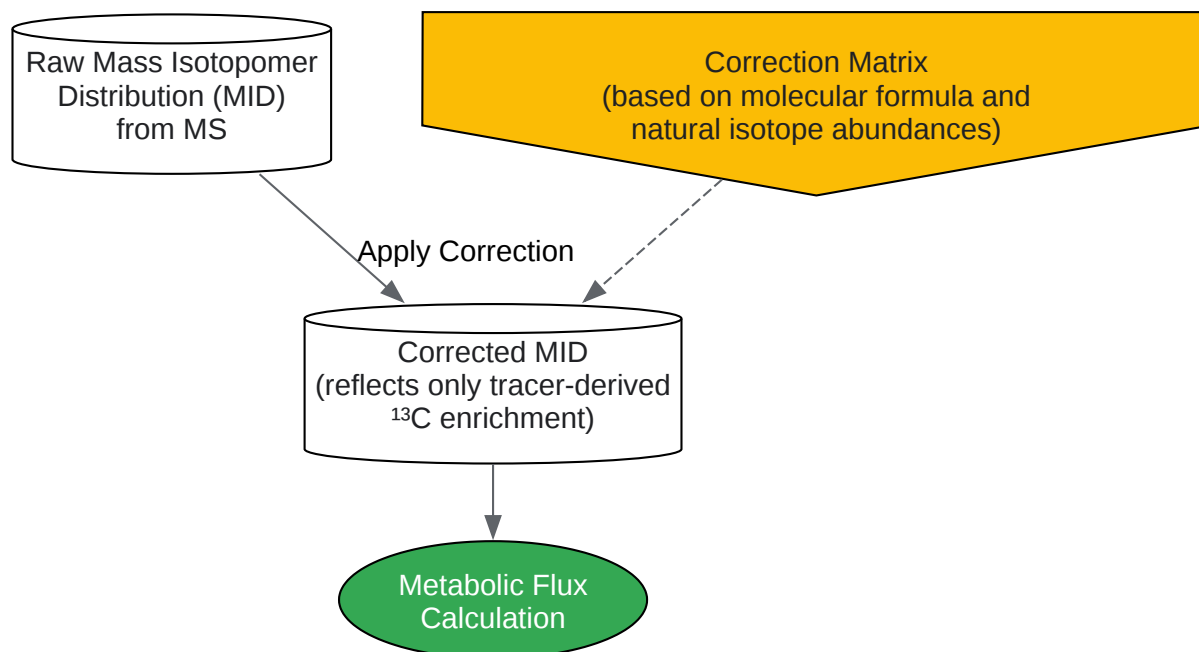 Raw Mass Isotopomer
Distribution (MID)
from MS
Correction Matrix
(based on molecular formula and
natural isotope abundances)
Apply Correction
Corrected MID
(reflects only tracer-derived
¹³C enrichment)
Metabolic Flux
Calculation